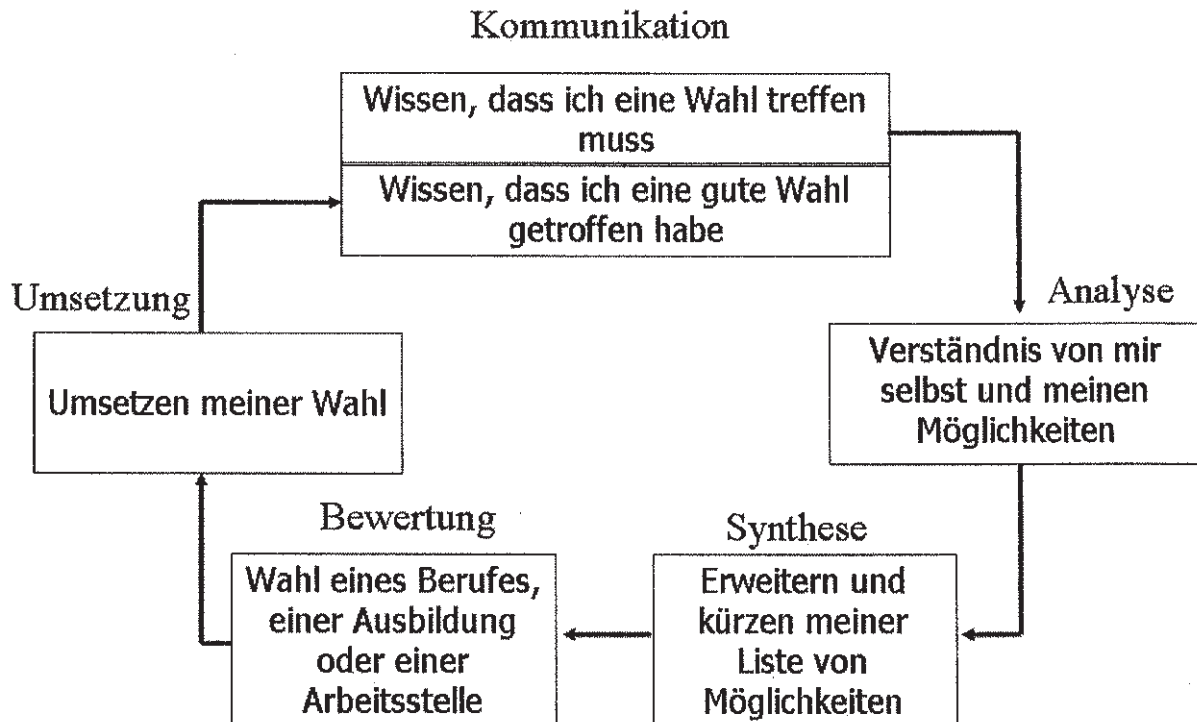 Kommunikation
Wissen, dass ich eine Wahl treffen
muss
Wissen, dass ich eine gute Wahl
getroffen habe
Umsetzung
Umsetzen meiner Wahl
Analyse
Verständnis von mir
selbst und meinen
Möglichkeiten
Bewertung
Wahl eines Berufes,
einer Ausbildung
oder einer
Arbeitsstelle
Synthese
Erweitern und
kürzen meiner
Liste von
Möglichkeiten